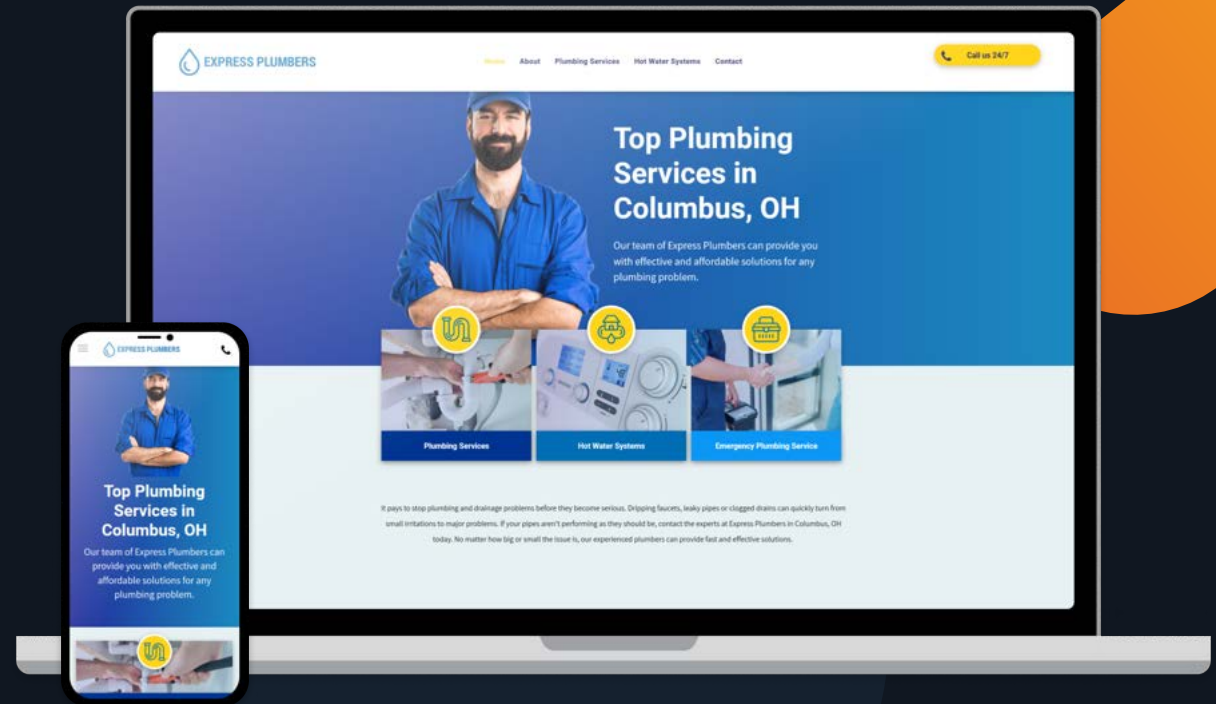 EXPRESS PLUMBERS
Home About Plumbing Services Hot Water Systems Contact
Call us 24/7
Top Plumbing
Services in
Columbus, OH
Our team of Express Plumbers can provide you
with effective and affordable solutions for any
plumbing problem.
Plumbing Services
Hot Water Systems
Emergency Plumbing Service
It pays to stop plumbing and drainage problems before they become serious. Dripping faucets, leaky pipes or clogged drains can quickly turn from
small irritations to major problems. If your pipes aren't performing as they should be, contact the experts at Express Plumbers in Columbus, OH
today. No matter how big or small the issue is, our experienced plumbers can provide fast and effective solutions.
EXPRESS PLUMBERS
Top Plumbing
Services in
Columbus, OH
Our team of Express Plumbers can
provide you with effective and
affordable solutions for any
plumbing problem.